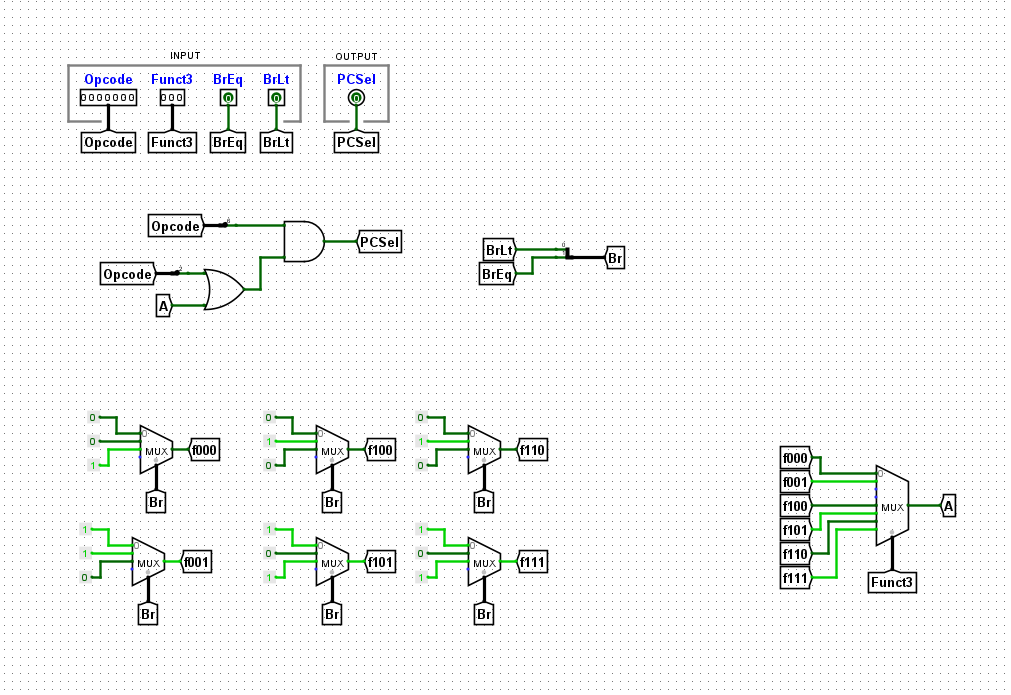 INPUT OUTPUT
Opcode Funct3 BrEq BrLt PCSel
0000000 000 0 0 0
Opcode Funct3 BrEq BrLt PCSel
Opcode
PCSel
BrLt
Br
BrEq
Opcode
A
0 0 0
0 MUX f000
1 MUX f100
1 MUX f110
1 0 0
Br Br Br
f000
f001
f100
f101
f110
f111
0
MUX
A
Funct3
1 1 1
1 MUX f001
0 MUX f101
0 MUX f111
0 1 1
Br Br Br